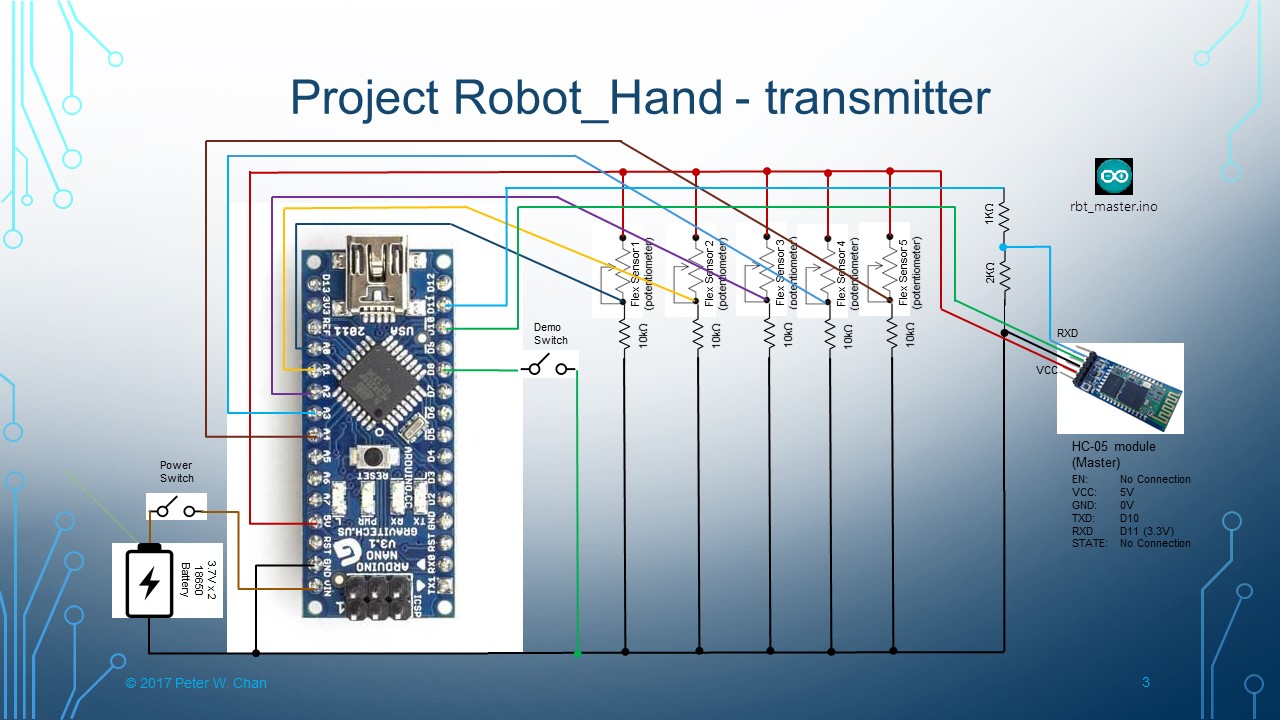 Project Robot_Hand - transmitter
rbt_master.ino
1KΩ
2KΩ
Flex Sensor 1
(potentiometer)
Flex Sensor 2
(potentiometer)
Flex Sensor 3
(potentiometer)
Flex Sensor 4
(potentiometer)
Flex Sensor 5
(potentiometer)
10kΩ
10kΩ
10kΩ
10kΩ
10kΩ
Demo
Switch
RXD
VCC
HC-05 module
(Master)
EN: No Connection
VCC: 5V
GND: 0V
TXD: D10
RXD D11 (3.3V)
STATE: No Connection
Power
Switch
3.7V x 2
18650
Battery
D13
3V3
REF
A0
A1
A2
A3
A4
A5
A6
A7
5V
RST
GND
VIN
D12
D11
D10
D9
D8
D7
D6
D5
D4
D3
D2
GND
RST
RX0
TX1
USA
2011
RESET
ARDUINO.CC
TX
RX
PWR
L
GRAVITECH.US
ARDUINO
NANO
V3.1
ICSP
1
© 2017 Peter W. Chan
3